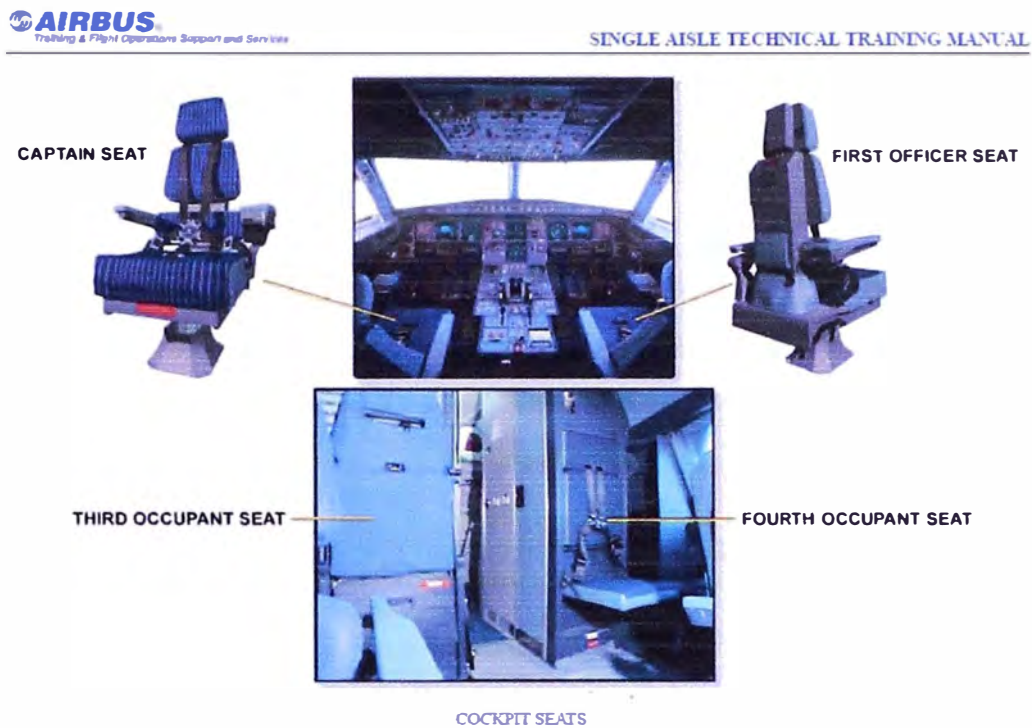 AIRBUS
Training & Flight Operations Support and Services
SINGLE AISLE TECHNICAL TRAINING MANUAL
CAPTAIN SEAT
FIRST OFFICER SEAT
THIRD OCCUPANT SEAT
FOURTH OCCUPANT SEAT
COCKPIT SEATS